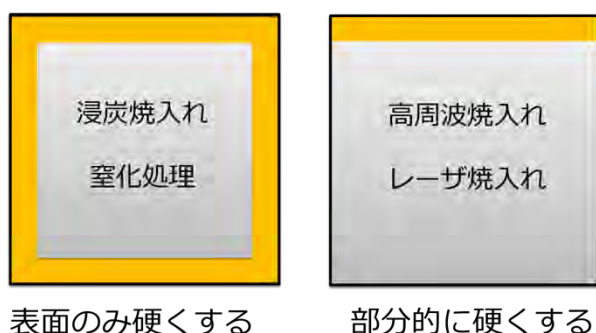 浸炭焼入れ
窒化処理
表面のみ硬くする
高周波焼入れ
レーザ焼入れ
部分的に硬くする